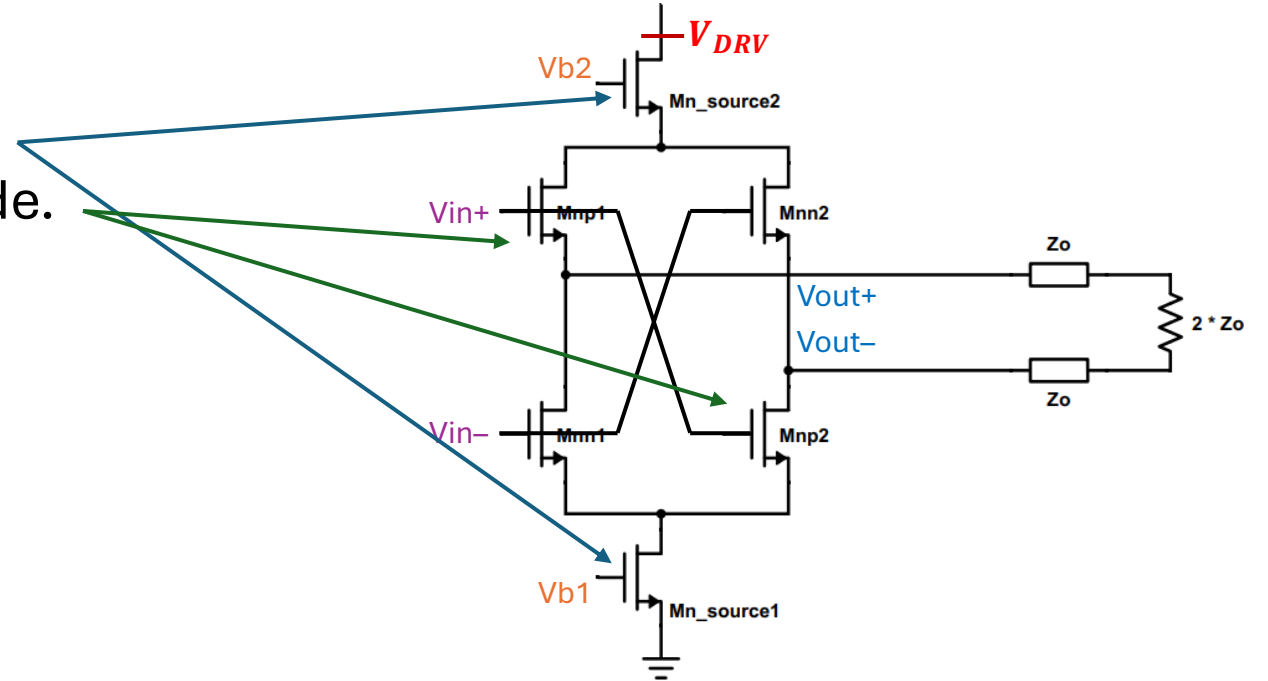 V_DRV
Vb2
Mn_source2
de.
Vin+
Mnp1
Mnn2
Zo
Vout+
2 * Zo
Vout–
Zo
Vin–
Mnn1
Mnp2
Vb1
Mn_source1